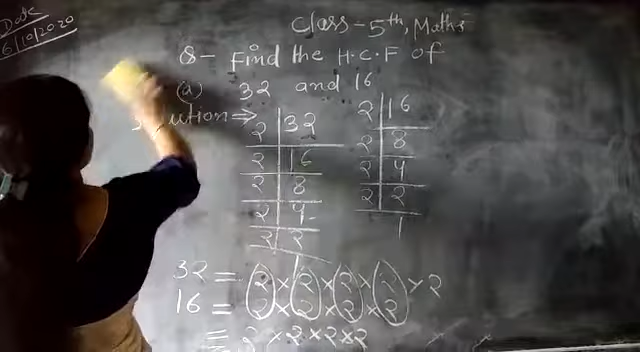 Date
6/10/2020
Class - 5th, Maths
Q- Find the H.C.F of
(a) 32 and 16
Solution ⇒
2 | 32
2 | 16
2 | 8
2 | 4
2 | 2
1
2 | 16
2 | 8
2 | 4
2 | 2
1
32 = 2 × 2 × 2 × 2 × 2
16 = 2 × 2 × 2 × 2
= 2 × 2 × 2 × 2